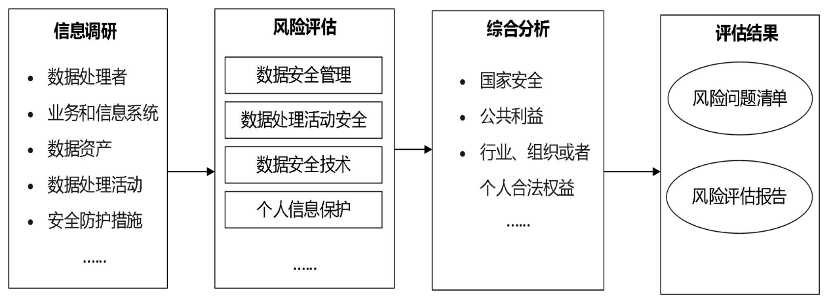 信息调研
• 数据处理者
• 业务和信息系统
• 数据资产
• 数据处理活动
• 安全防护措施
……
风险评估
数据安全管理
数据处理活动安全
数据安全技术
个人信息保护
……
综合分析
• 国家安全
• 公共利益
• 行业、组织或者
个人合法权益
……
评估结果
风险问题清单
风险评估报告